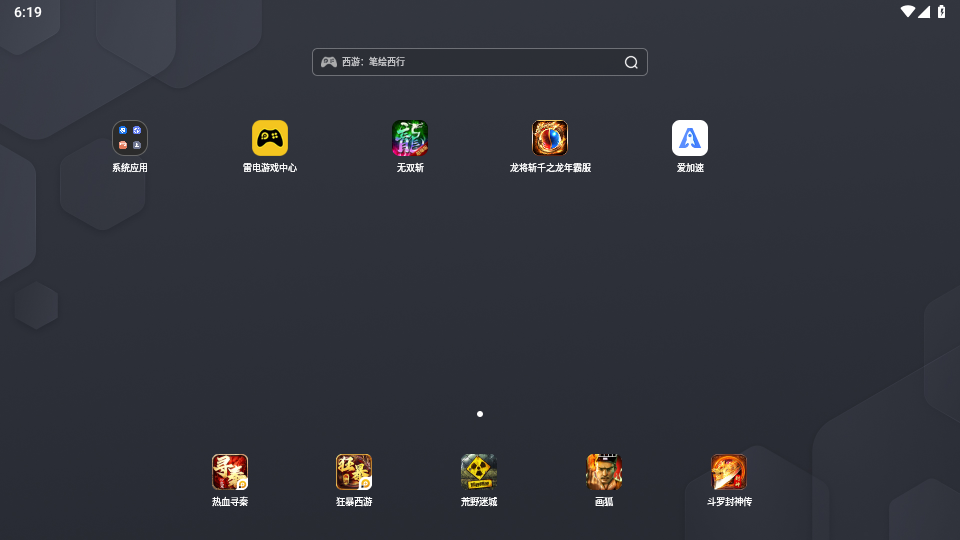 6:19
西游：笔绘西行
系统应用
雷电游戏中心
无双斩
龙将斩千之龙年霸服
爱加速
热血寻秦
狂暴西游
荒野迷城
画狐
斗罗封神传